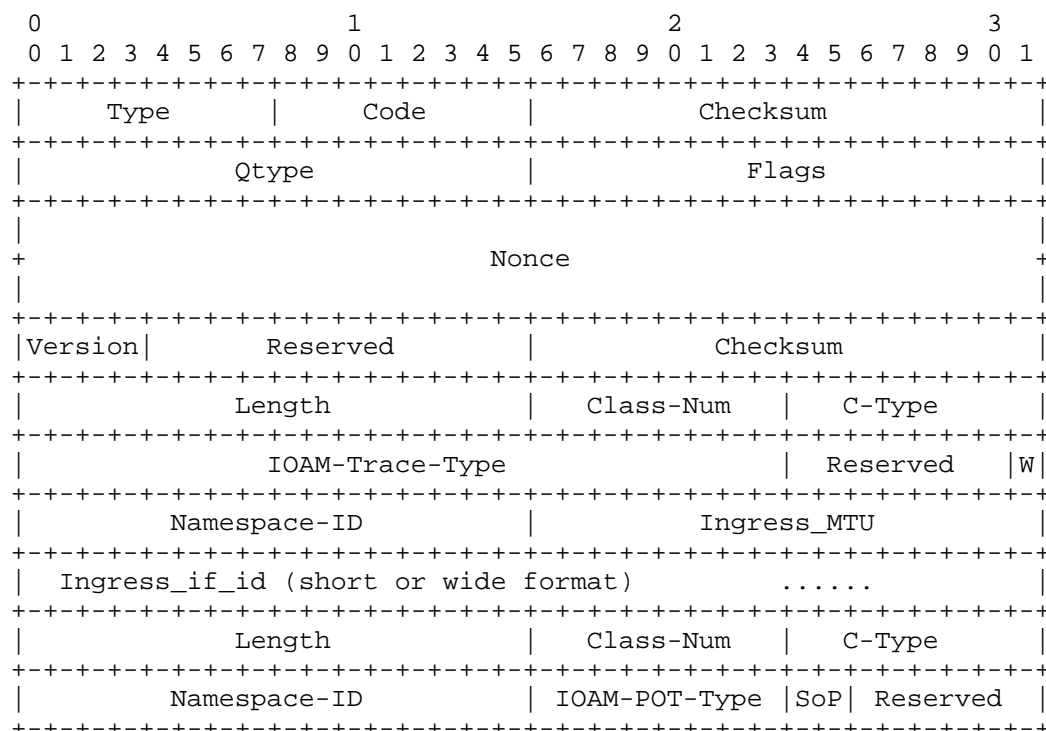 0                   1                   2                   3
 0 1 2 3 4 5 6 7 8 9 0 1 2 3 4 5 6 7 8 9 0 1 2 3 4 5 6 7 8 9 0 1
+-+-+-+-+-+-+-+-+-+-+-+-+-+-+-+-+-+-+-+-+-+-+-+-+-+-+-+-+-+-+-+-+
|     Type      |     Code      |          Checksum             |
+-+-+-+-+-+-+-+-+-+-+-+-+-+-+-+-+-+-+-+-+-+-+-+-+-+-+-+-+-+-+-+-+
|             Qtype             |             Flags             |
+-+-+-+-+-+-+-+-+-+-+-+-+-+-+-+-+-+-+-+-+-+-+-+-+-+-+-+-+-+-+-+-+
|                                                               |
+                             Nonce                             +
|                                                               |
+-+-+-+-+-+-+-+-+-+-+-+-+-+-+-+-+-+-+-+-+-+-+-+-+-+-+-+-+-+-+-+-+
|Version|       Reserved        |           Checksum            |
+-+-+-+-+-+-+-+-+-+-+-+-+-+-+-+-+-+-+-+-+-+-+-+-+-+-+-+-+-+-+-+-+
|             Length            |   Class-Num   |   C-Type      |
+-+-+-+-+-+-+-+-+-+-+-+-+-+-+-+-+-+-+-+-+-+-+-+-+-+-+-+-+-+-+-+-+
|               IOAM-Trace-Type                 |  Reserved   |W|
+-+-+-+-+-+-+-+-+-+-+-+-+-+-+-+-+-+-+-+-+-+-+-+-+-+-+-+-+-+-+-+-+
|         Namespace-ID          |          Ingress_MTU          |
+-+-+-+-+-+-+-+-+-+-+-+-+-+-+-+-+-+-+-+-+-+-+-+-+-+-+-+-+-+-+-+-+
|  Ingress_if_id (short or wide format)         ......          |
+-+-+-+-+-+-+-+-+-+-+-+-+-+-+-+-+-+-+-+-+-+-+-+-+-+-+-+-+-+-+-+-+
|             Length            |   Class-Num   |   C-Type      |
+-+-+-+-+-+-+-+-+-+-+-+-+-+-+-+-+-+-+-+-+-+-+-+-+-+-+-+-+-+-+-+-+
|         Namespace-ID          | IOAM-POT-Type |SoP| Reserved  |
+-+-+-+-+-+-+-+-+-+-+-+-+-+-+-+-+-+-+-+-+-+-+-+-+-+-+-+-+-+-+-+-+